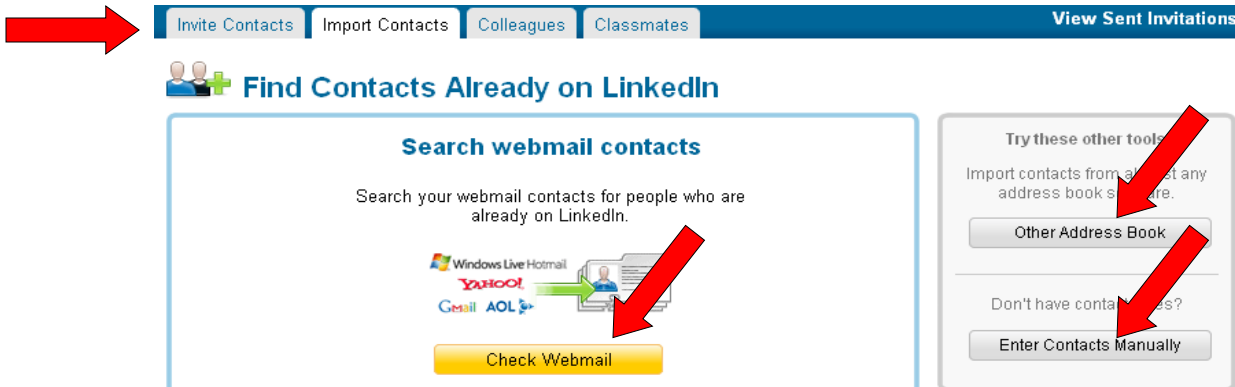 Invite Contacts Import Contacts Colleagues Classmates View Sent Invitations
Find Contacts Already on LinkedIn
Search webmail contacts
Search your webmail contacts for people who are
already on LinkedIn.
Windows Live Hotmail
YAHOO!
Gmail AOL
Check Webmail
Try these other tools
Import contacts from any
address book
Other Address Book
Don't have
Enter Contacts Manually